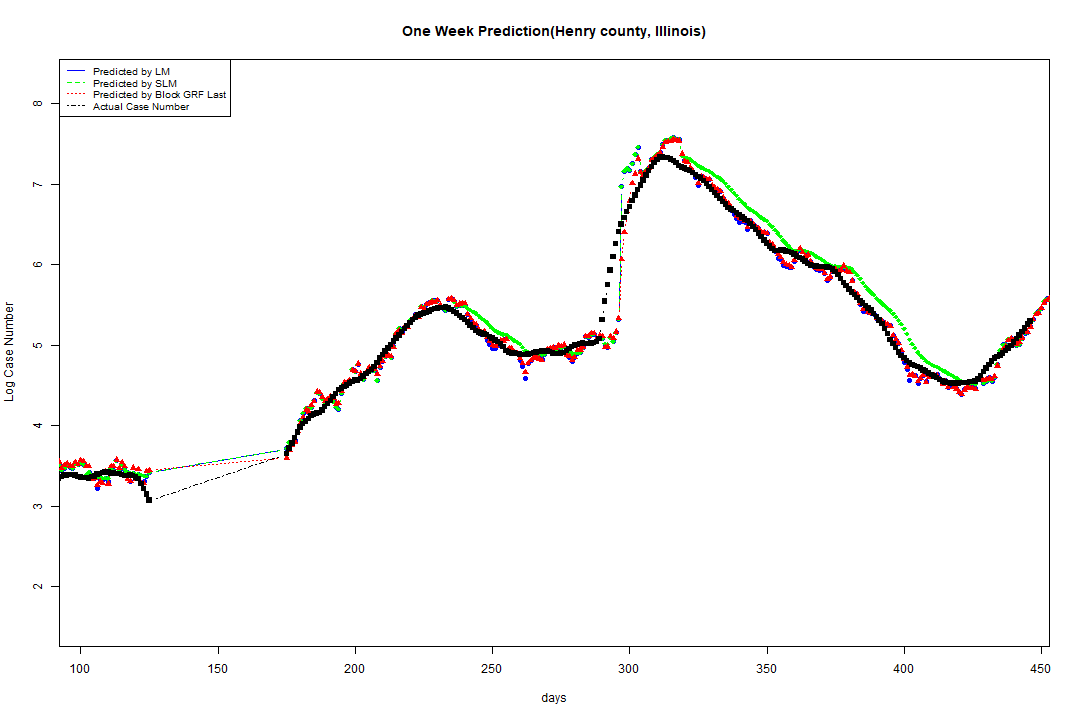 One Week Prediction(Henry county, Illinois)
Predicted by LM
Predicted by SLM
Predicted by Block GRF Last
Actual Case Number
8
7
6
5
4
3
2
Log Case Number
100 150 200 250 300 350 400 450
days